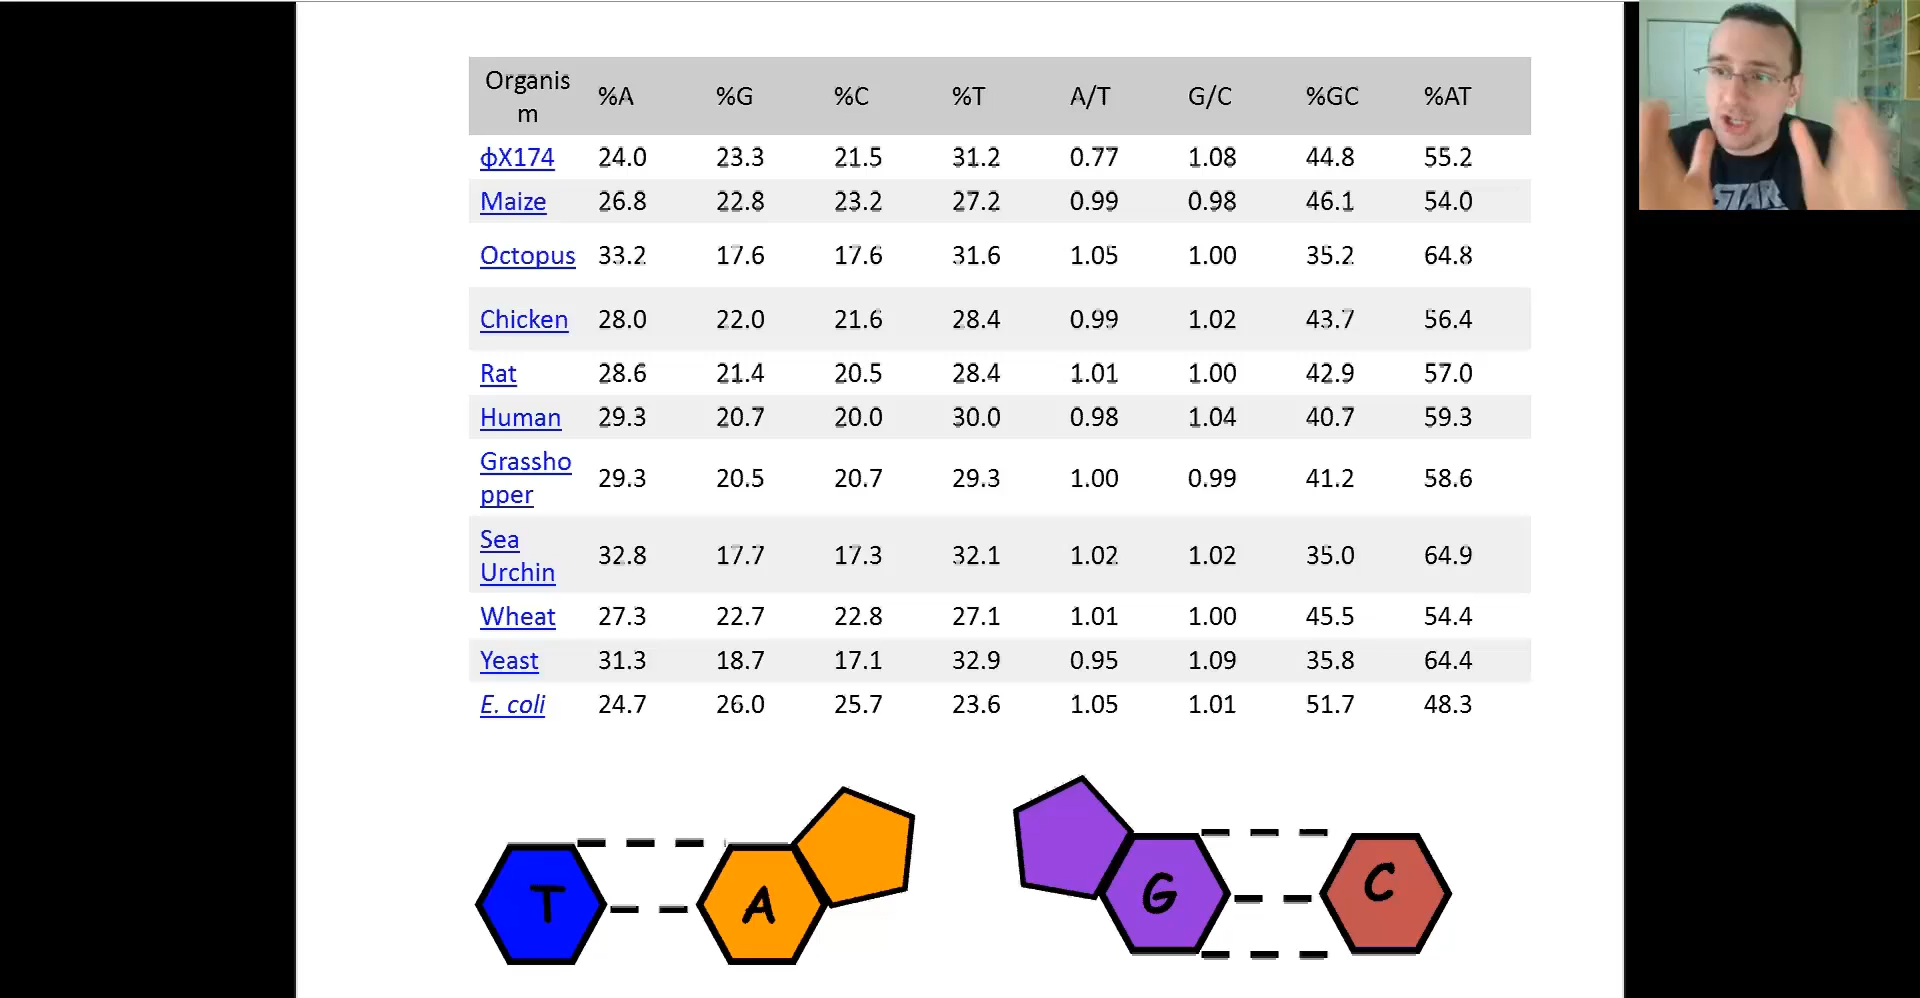 Organis
m %A %G %C %T A/T G/C %GC %AT
ϕX174 24.0 23.3 21.5 31.2 0.77 1.08 44.8 55.2
Maize 26.8 22.8 23.2 27.2 0.99 0.98 46.1 54.0
Octopus 33.2 17.6 17.6 31.6 1.05 1.00 35.2 64.8
Chicken 28.0 22.0 21.6 28.4 0.99 1.02 43.7 56.4
Rat 28.6 21.4 20.5 28.4 1.01 1.00 42.9 57.0
Human 29.3 20.7 20.0 30.0 0.98 1.04 40.7 59.3
Grassho
pper 29.3 20.5 20.7 29.3 1.00 0.99 41.2 58.6
Sea
Urchin 32.8 17.7 17.3 32.1 1.02 1.02 35.0 64.9
Wheat 27.3 22.7 22.8 27.1 1.01 1.00 45.5 54.4
Yeast 31.3 18.7 17.1 32.9 0.95 1.09 35.8 64.4
E. coli 24.7 26.0 25.7 23.6 1.05 1.01 51.7 48.3
T A G C
STAR